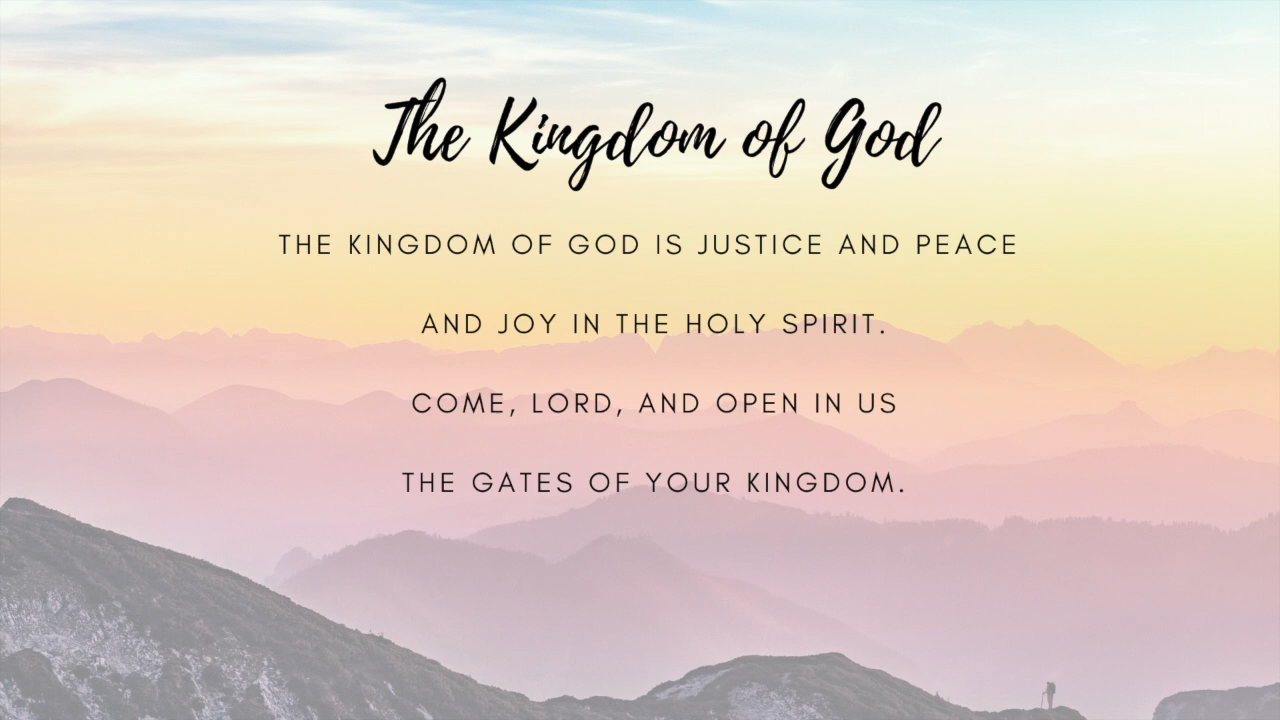 The Kingdom of God
THE KINGDOM OF GOD IS JUSTICE AND PEACE
AND JOY IN THE HOLY SPIRIT.
COME, LORD, AND OPEN IN US
THE GATES OF YOUR KINGDOM.